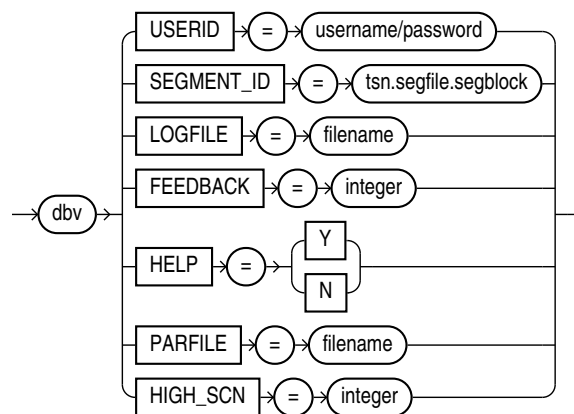 USERID = username/password
SEGMENT_ID = tsn.segfile.segblock
LOGFILE = filename
FEEDBACK = integer
dbv
HELP = Y
N
PARFILE = filename
HIGH_SCN = integer